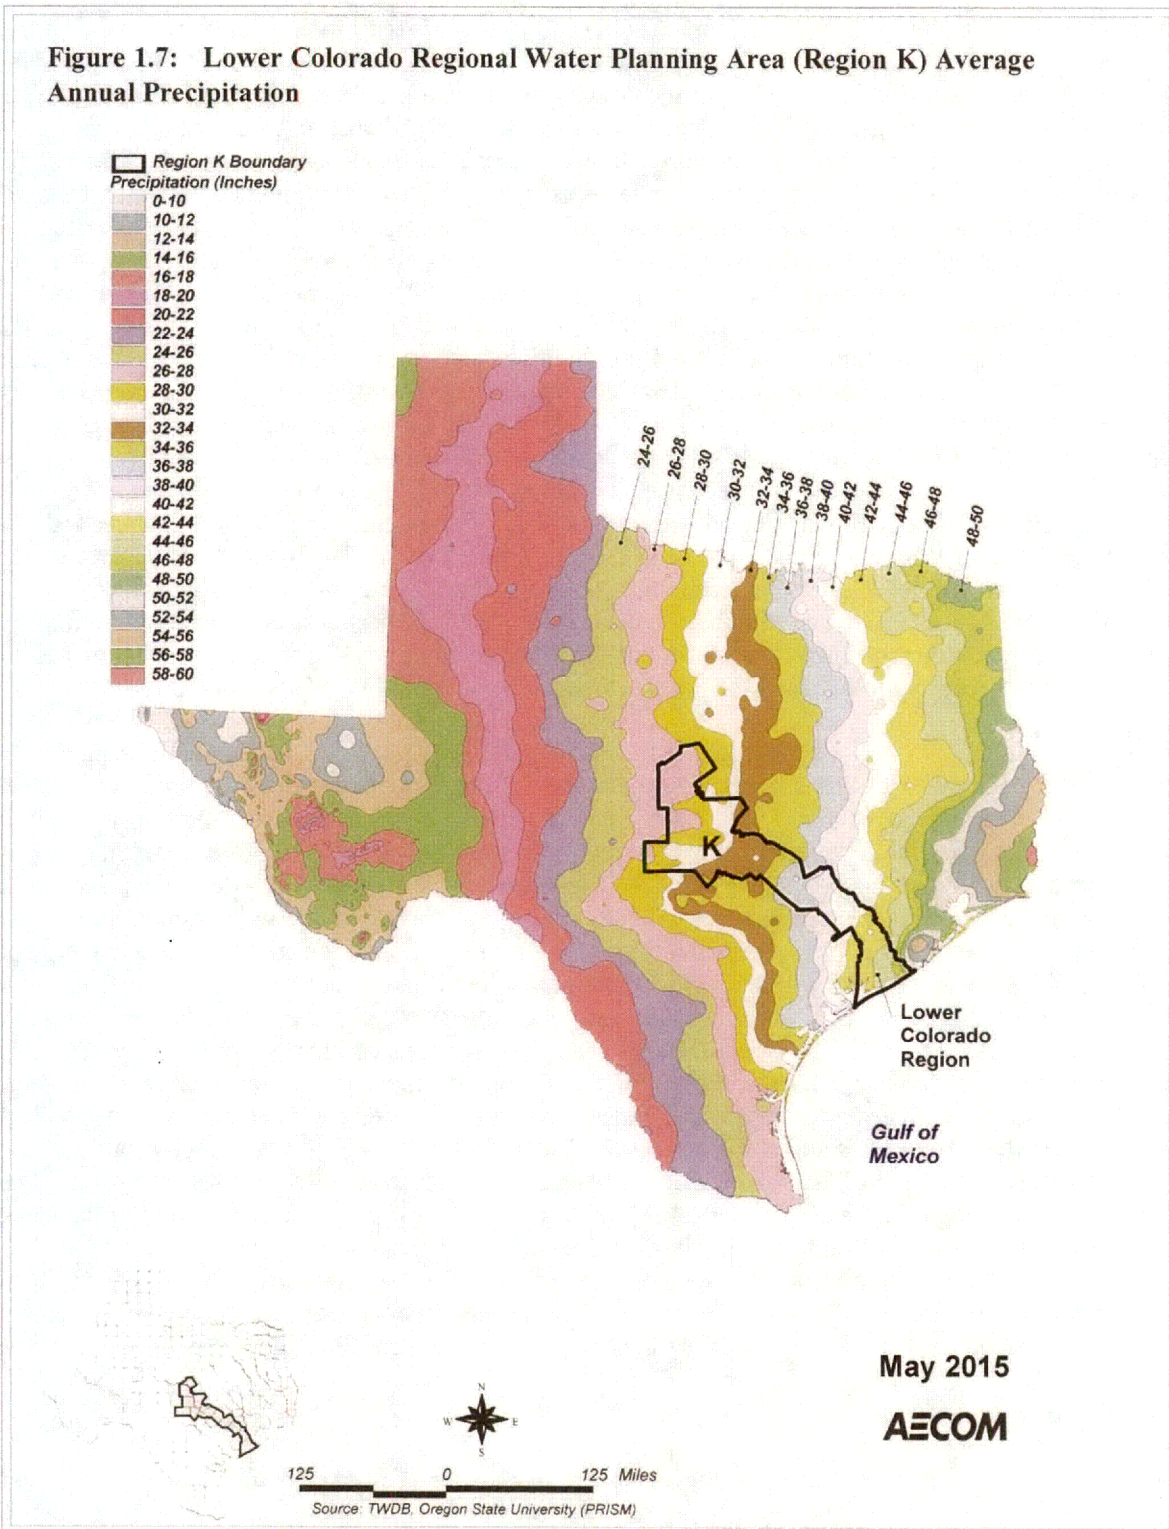 Figure 1.7: Lower Colorado Regional Water Planning Area (Region K) Average
Annual Precipitation
Region K Boundary
Precipitation (Inches)
0-10
10-12
12-14
14-16
16-18
18-20
20-22
22-24
24-26
26-28
28-30
30-32
32-34
34-36
36-38
38-40
40-42
42-44
44-46
46-48
48-50
50-52
52-54
54-56
56-58
58-60
24-26
26-28
28-30
30-32
32-34
34-36
36-38
38-40
40-42
42-44
44-46
46-48
48-50
K
Lower
Colorado
Region
Gulf of
Mexico
May 2015
AECOM
N
W E
S
125 0 125 Miles
Source: TWDB, Oregon State University (PRISM)